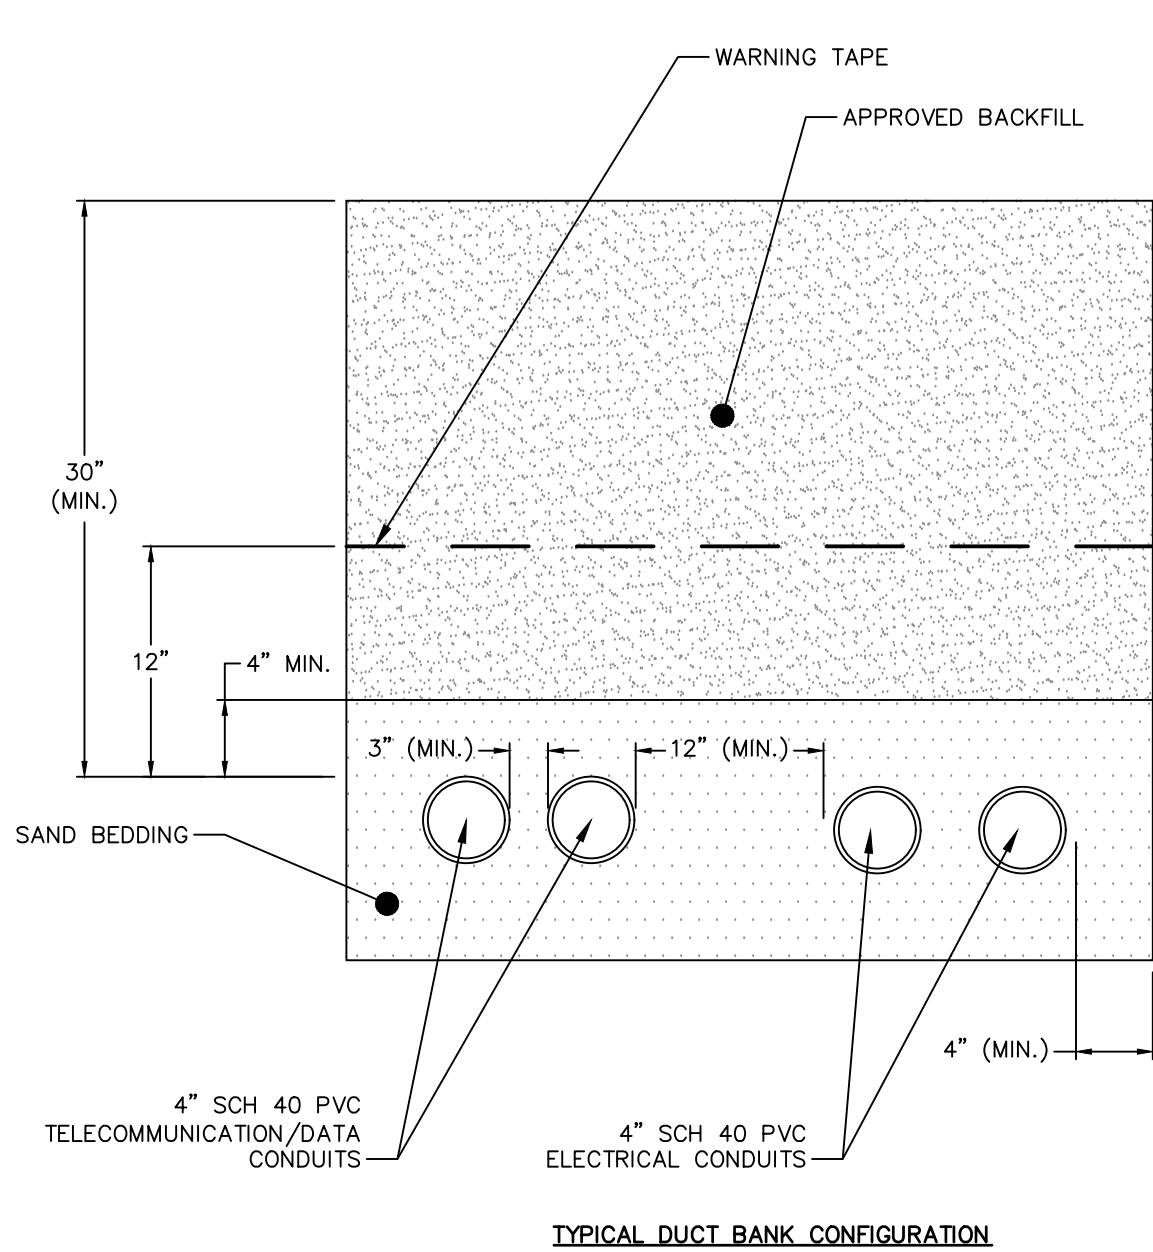 WARNING TAPE
APPROVED BACKFILL
30”
(MIN.)
12”
4” MIN.
3” (MIN.)
12” (MIN.)
SAND BEDDING
4” (MIN.)
4” SCH 40 PVC
TELECOMMUNICATION/DATA
CONDUITS
4” SCH 40 PVC
ELECTRICAL CONDUITS
TYPICAL DUCT BANK CONFIGURATION